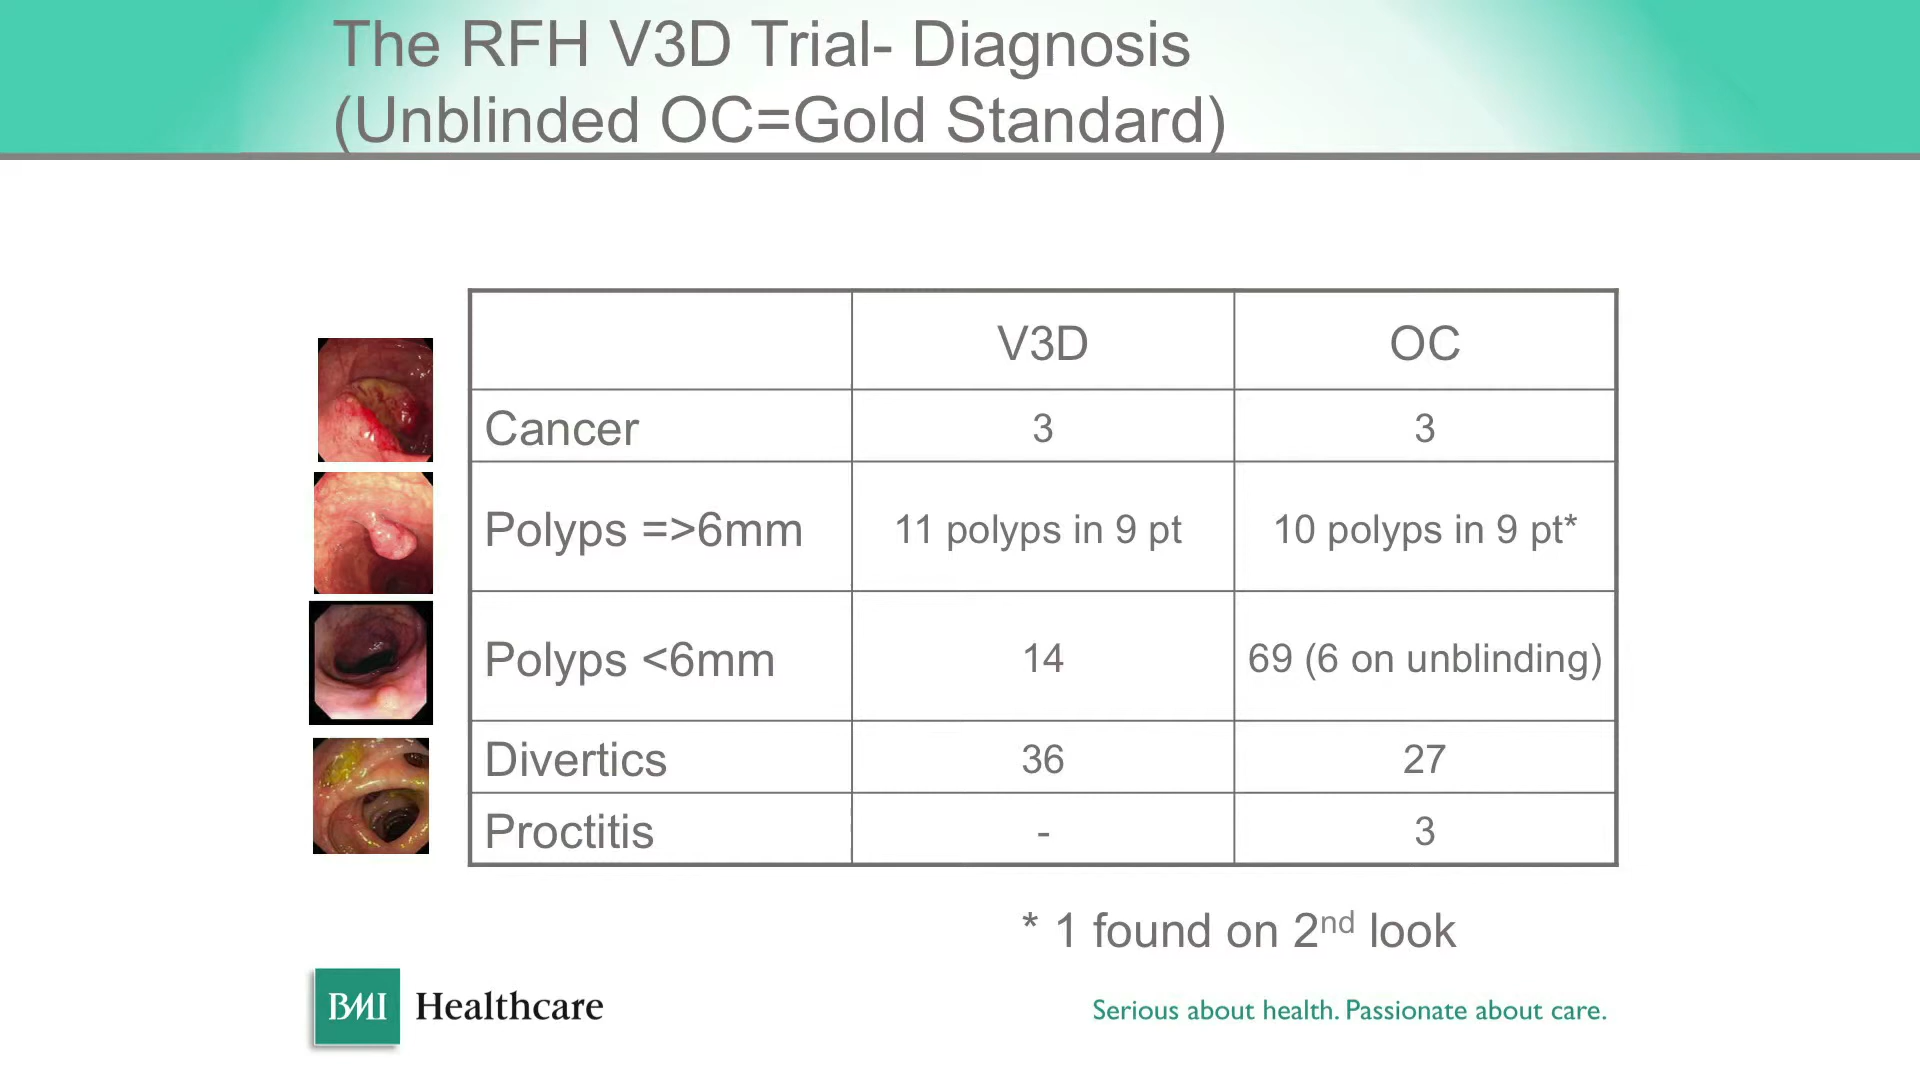 The RFH V3D Trial- Diagnosis
(Unblinded OC=Gold Standard)
V3D OC
Cancer 3 3
Polyps =>6mm 11 polyps in 9 pt 10 polyps in 9 pt*
Polyps <6mm 14 69 (6 on unblinding)
Divertics 36 27
Proctitis - 3
* 1 found on 2nd look
BMI Healthcare
Serious about health. Passionate about care.